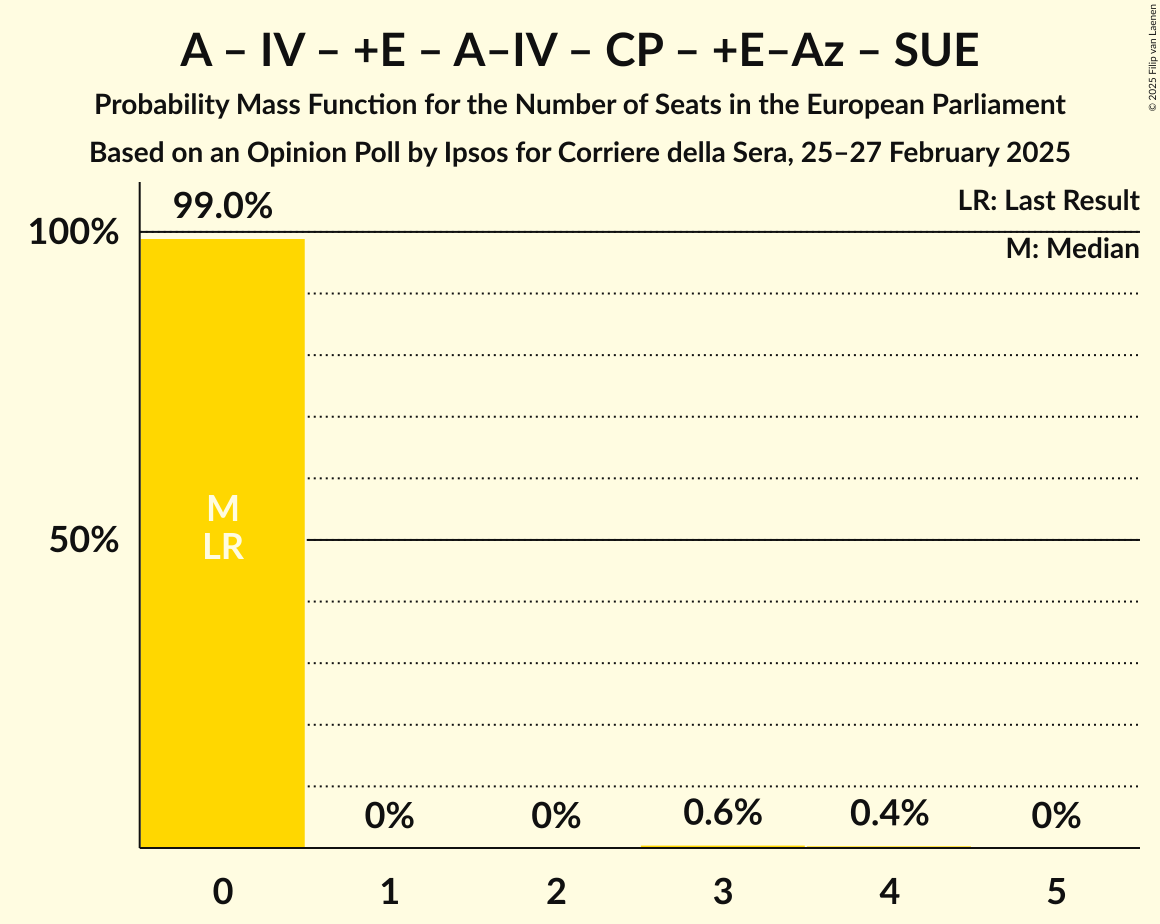 A – IV – +E – A–IV – CP – +E–Az – SUE
Probability Mass Function for the Number of Seats in the European Parliament
Based on an Opinion Poll by Ipsos for Corriere della Sera, 25–27 February 2025
© 2025 Filip van Laenen
LR: Last Result
M: Median
99.0%
100%
50%
M
LR
0%
0%
0.6%
0.4%
0%
0
1
2
3
4
5